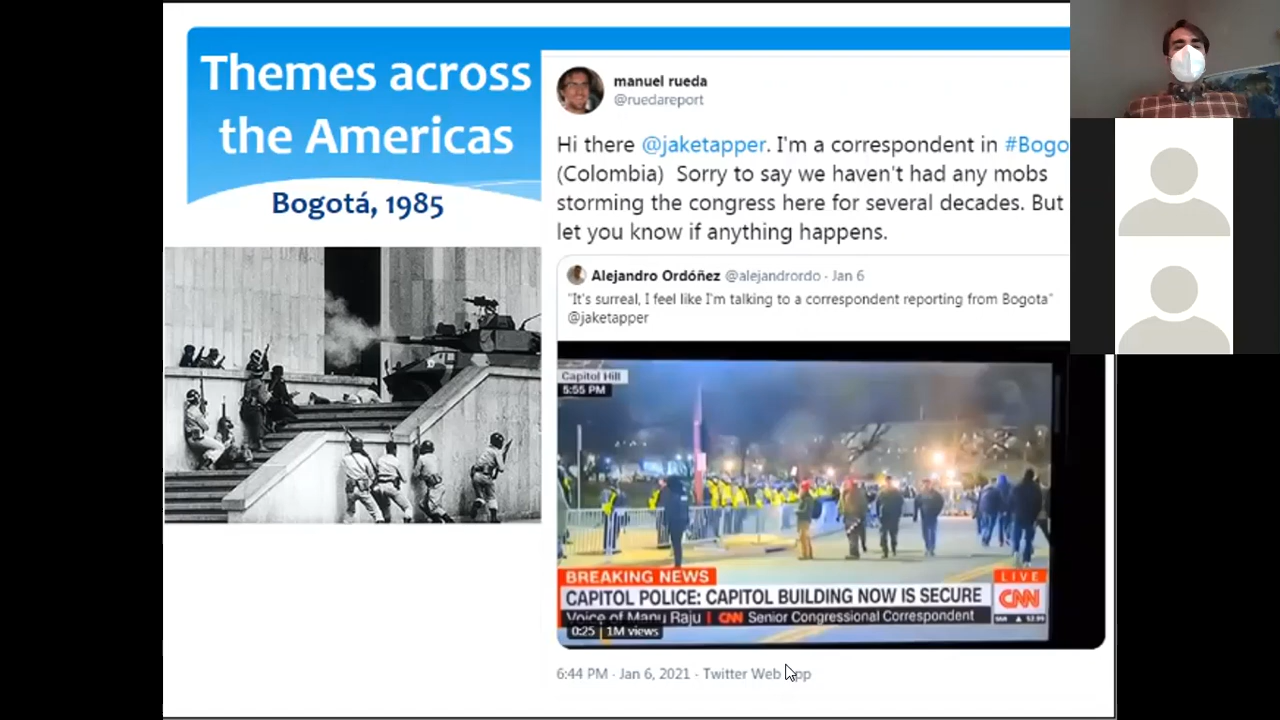 Themes across
the Americas
Bogotá, 1985
manuel rueda
@ruedareport
Hi there @jaketapper. I'm a correspondent in #Bogo
(Colombia) Sorry to say we haven't had any mobs
storming the congress here for several decades. But
let you know if anything happens.
Alejandro Ordóñez @alejandrordo · Jan 6
"It's surreal, I feel like I'm talking to a correspondent reporting from Bogota"
@jaketapper
Capitol Hill
5:55 PM
BREAKING NEWS
LIVE
CAPITOL POLICE: CAPITOL BUILDING NOW IS SECURE
CNN
Voice of Manu Raju | CNN Senior Congressional Correspondent
0:25 | 1M views
6:44 PM · Jan 6, 2021 · Twitter Web App